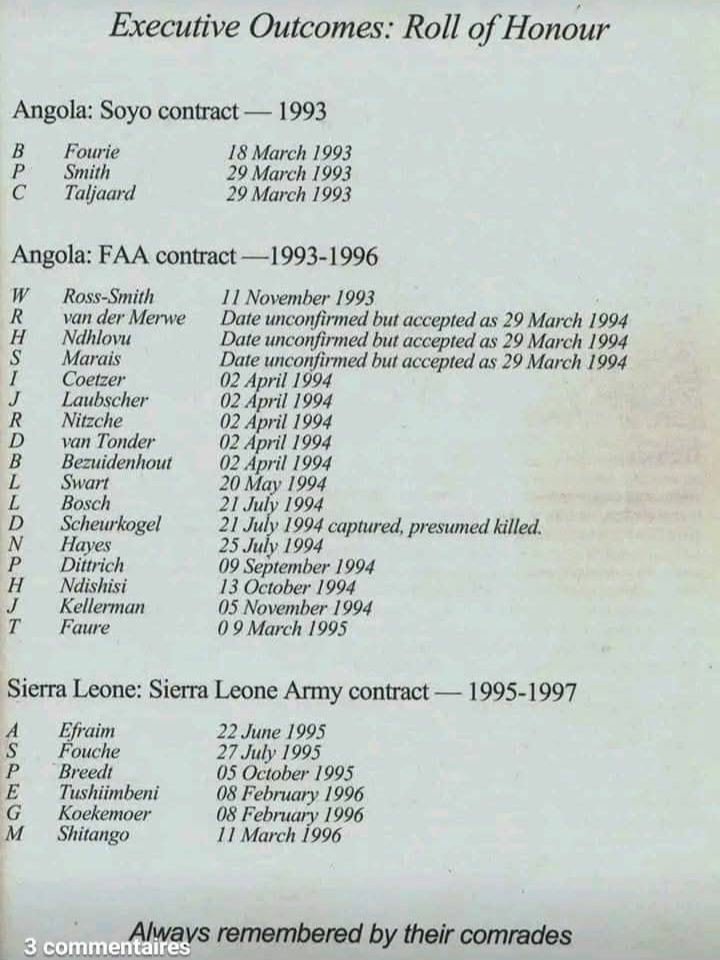 Executive Outcomes: Roll of Honour
Angola: Soyo contract — 1993
B Fourie 18 March 1993
P Smith 29 March 1993
C Taljaard 29 March 1993
Angola: FAA contract —1993-1996
W Ross-Smith 11 November 1993
R van der Merwe Date unconfirmed but accepted as 29 March 1994
H Ndhlovu Date unconfirmed but accepted as 29 March 1994
S Marais Date unconfirmed but accepted as 29 March 1994
I Coetzer 02 April 1994
J Laubscher 02 April 1994
R Nitzche 02 April 1994
D van Tonder 02 April 1994
B Bezuidenhout 02 April 1994
L Swart 20 May 1994
L Bosch 21 July 1994
D Scheurkogel 21 July 1994 captured, presumed killed.
N Hayes 25 July 1994
P Dittrich 09 September 1994
H Ndishisi 13 October 1994
J Kellerman 05 November 1994
T Faure 0 9 March 1995
Sierra Leone: Sierra Leone Army contract — 1995-1997
A Efraim 22 June 1995
S Fouche 27 July 1995
P Breedt 05 October 1995
E Tushiimbeni 08 February 1996
G Koekemoer 08 February 1996
M Shitango 11 March 1996
Always remembered by their comrades
3 commentaires